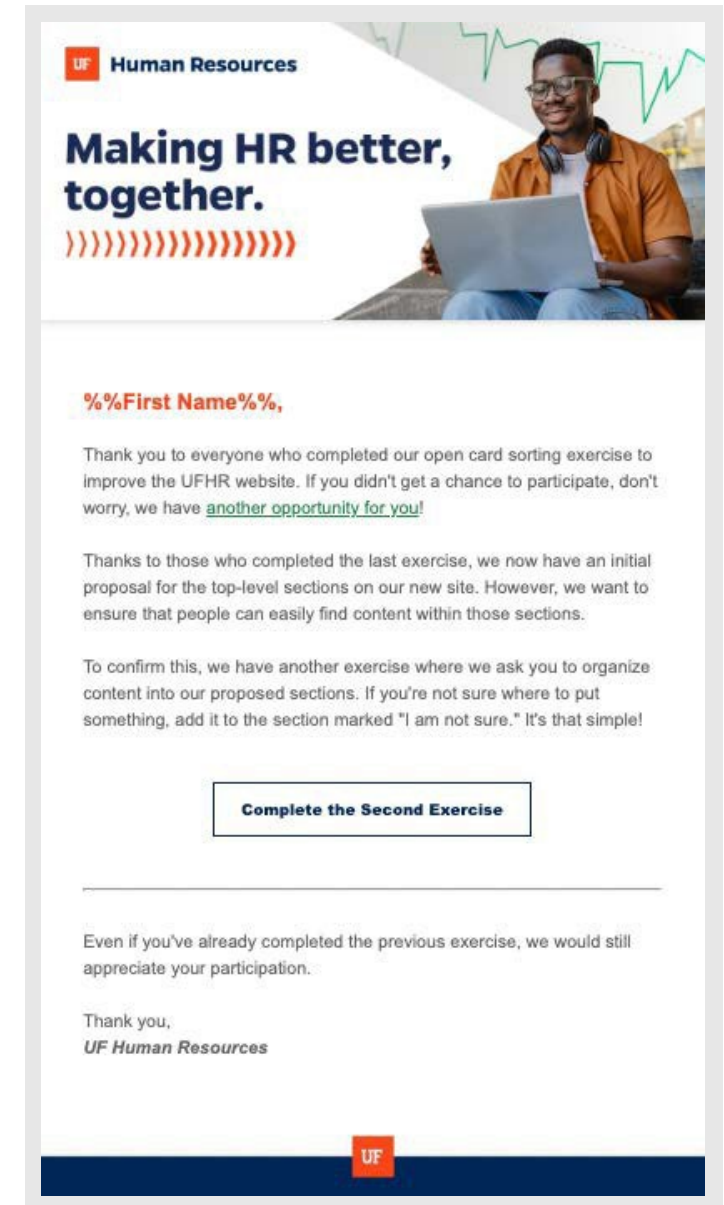 UF Human Resources
Making HR better,
together.
%%First Name%%,
Thank you to everyone who completed our open card sorting exercise to
improve the UFHR website. If you didn't get a chance to participate, don't
worry, we have another opportunity for you!
Thanks to those who completed the last exercise, we now have an initial
proposal for the top-level sections on our new site. However, we want to
ensure that people can easily find content within those sections.
To confirm this, we have another exercise where we ask you to organize
content into our proposed sections. If you're not sure where to put
something, add it to the section marked "I am not sure." It's that simple!
Complete the Second Exercise
Even if you've already completed the previous exercise, we would still
appreciate your participation.
Thank you,
UF Human Resources
UF